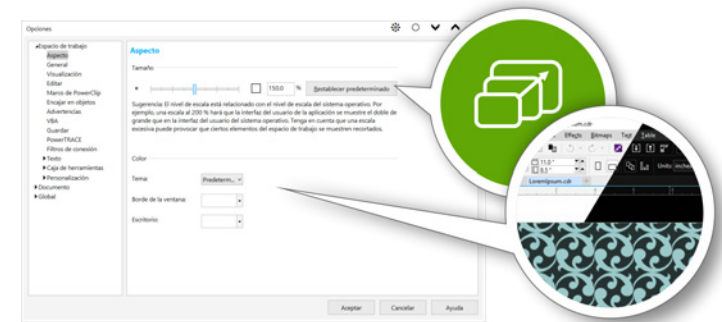 Opciones
Espacio de trabajo
Aspecto
General
Visualización
Editar
Marco de PowerClip
Encajar en objetos
Advertencias
VBA
Guardar
PowerTRACE
Filtros de conexión
Texto
Caja de herramientas
Personalización
Documento
Global
Aspecto
Tamaño
150.0 % Restablecer predeterminado
Sugerencia: El nivel de escala está relacionado con el nivel de escala del sistema operativo. Por
ejemplo, una escala al 200 % hará que la interfaz del usuario de la aplicación se muestre el doble de
grande que en la interfaz del usuario del sistema operativo. Tenga en cuenta que una escala
excesiva puede provocar que ciertos elementos del espacio de trabajo se muestren recortados.
Color
Tema: Predeterm...
Borde de la ventana:
Escritorio:
Aceptar Cancelar Ayuda
Effects Bitmaps Text Table
PDF
11.0 "
8.5 "
Units: inches
Loremipsum.cdr